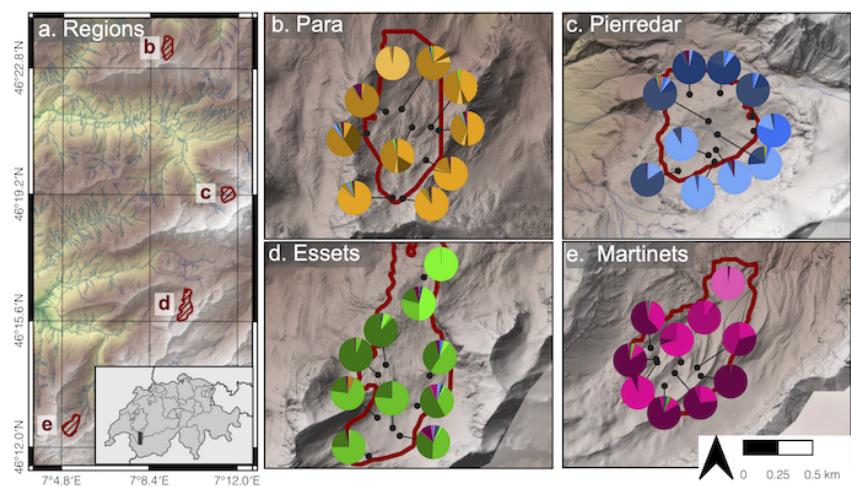 a. Regions
b. Para
c. Pierredar
b
c
d
e
46°22.8'N
46°19.2'N
46°15.6'N
46°12.0'N
7°4.8'E
7°8.4'E
7°12.0'E
d. Essets
e. Martinets
0
0.25
0.5 km